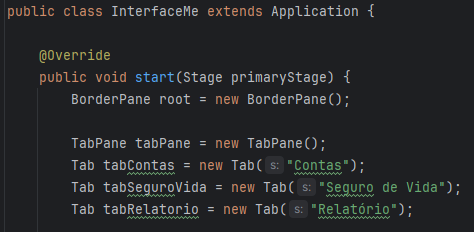 public class InterfaceMe extends Application {
@Override
public void start(Stage primaryStage) {
BorderPane root = new BorderPane();
TabPane tabPane = new TabPane();
Tab tabContas = new Tab( s: "Contas");
Tab tabSeguroVida = new Tab( s: "Seguro de Vida");
Tab tabRelatorio = new Tab( s: "Relatório");